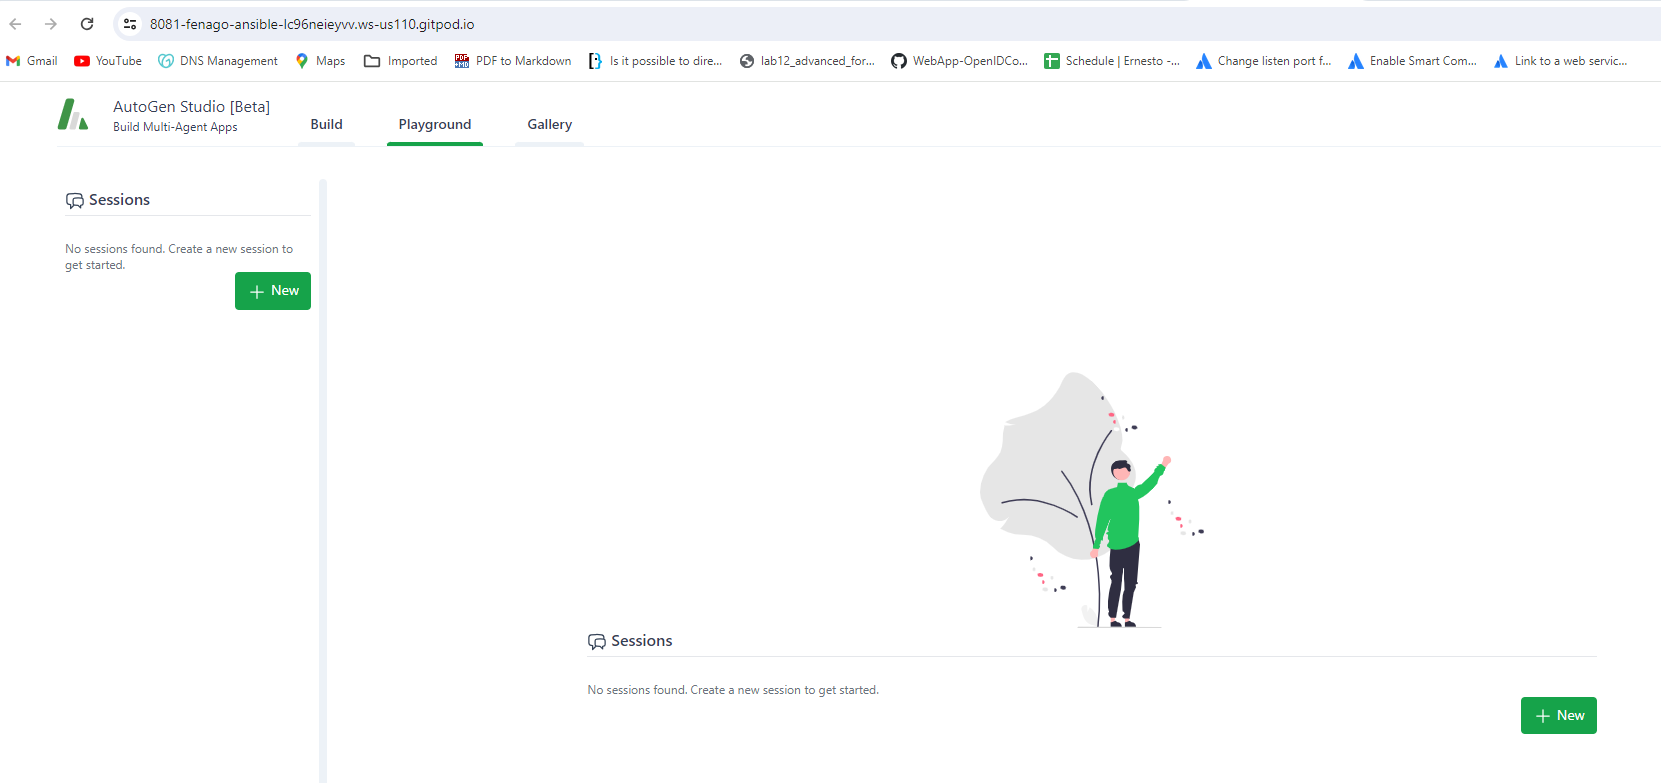 8081-fenago-ansible-lc96neieyvv.ws-us110.gitpod.io
Gmail YouTube DNS Management Maps Imported PDF to Markdown Is it possible to dire... lab12_advanced_for... WebApp-OpenIDCo... Schedule | Ernesto -... Change listen port f... Enable Smart Com... Link to a web servic...
AutoGen Studio [Beta]
Build Multi-Agent Apps
Build Playground Gallery
Sessions
No sessions found. Create a new session to
get started.
+ New
Sessions
No sessions found. Create a new session to get started.
+ New